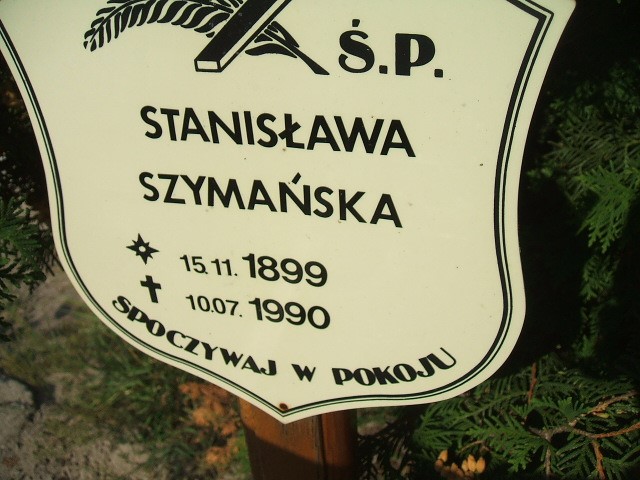 Ś.P.
STANISŁAWA
SZYMAŃSKA
15.11. 1899
10.07. 1990
SPOCZYWAJ W POKOJU